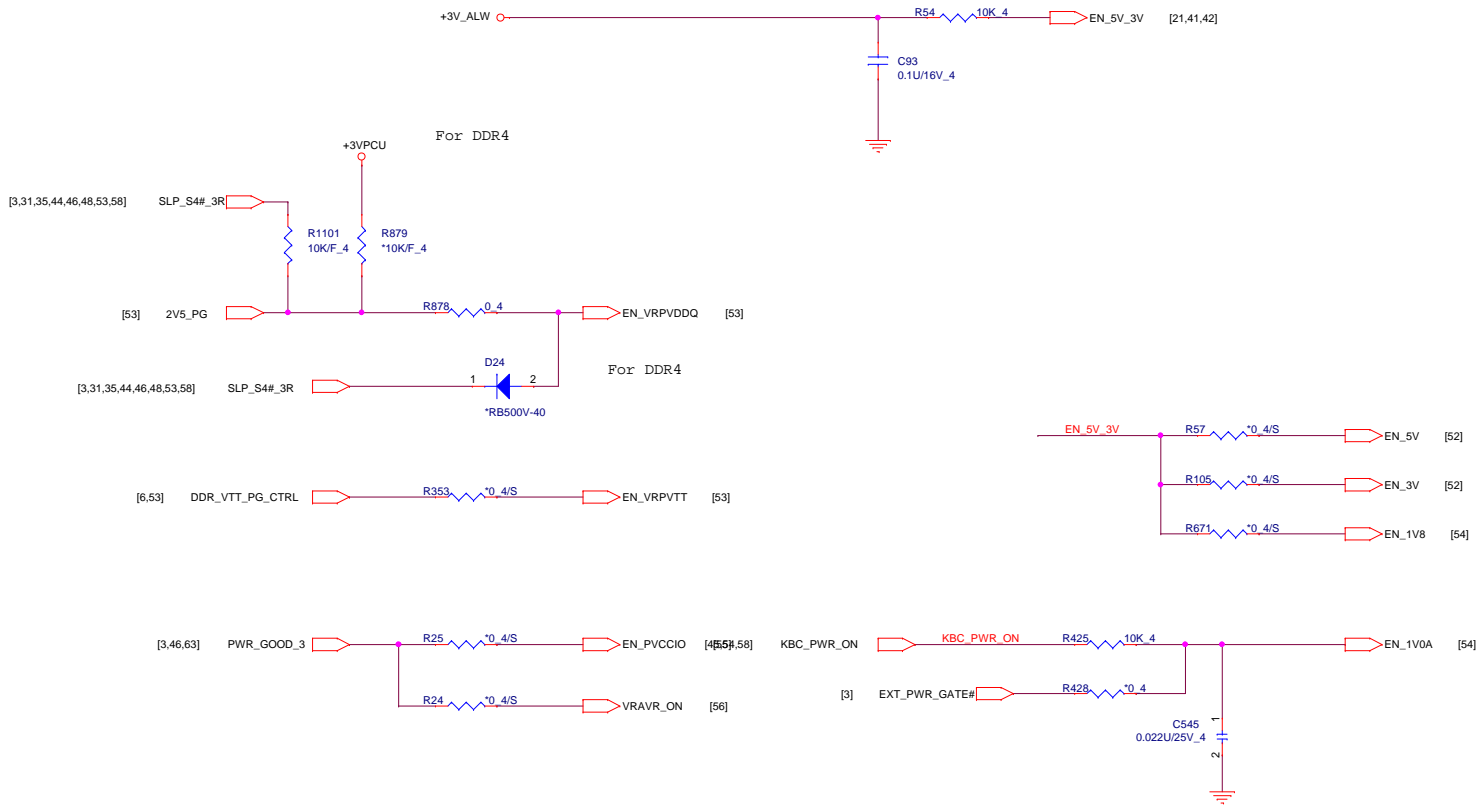 +3V_ALW
R54 10K_4
EN_5V_3V [21,41,42]
C93
0.1U/16V_4
For DDR4
+3VPCU
[3,31,35,44,46,48,53,58] SLP_S4#_3R
R1101
10K/F_4
R879
*10K/F_4
[53] 2V5_PG
R878 0_4
EN_VRPVDDQ [53]
For DDR4
D24
[3,31,35,44,46,48,53,58] SLP_S4#_3R
1 2
*RB500V-40
EN_5V_3V
R57 *0_4/S
EN_5V [52]
R105 *0_4/S
EN_3V [52]
R671 *0_4/S
EN_1V8 [54]
[6,53] DDR_VTT_PG_CTRL
R353 *0_4/S
EN_VRPVTT [53]
[3,46,63] PWR_GOOD_3
R25 *0_4/S
EN_PVCCIO
R24 *0_4/S
VRAVR_ON [56]
KBC_PWR_ON
KBC_PWR_ON
R425 10K_4
EN_1V0A [54]
[3] EXT_PWR_GATE#
R428 *0_4
C545
0.022U/25V_4
1
2